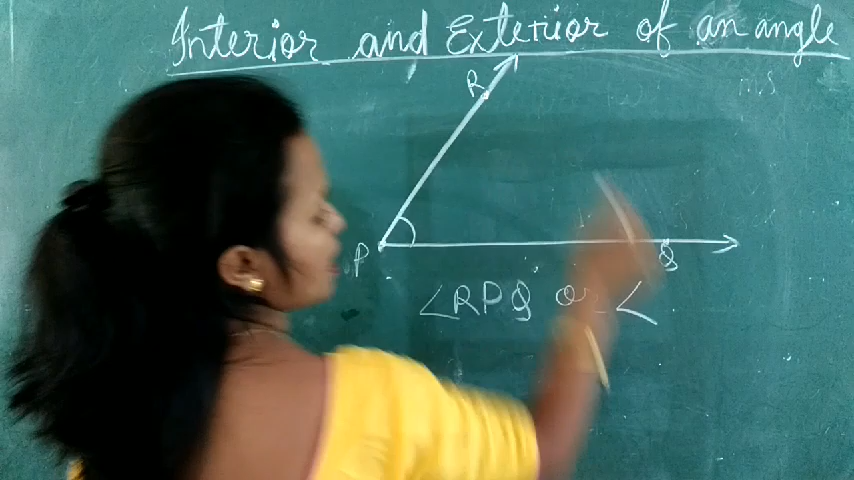 Interior and Exterior of an angle
R
P
Q
∠RPQ or ∠